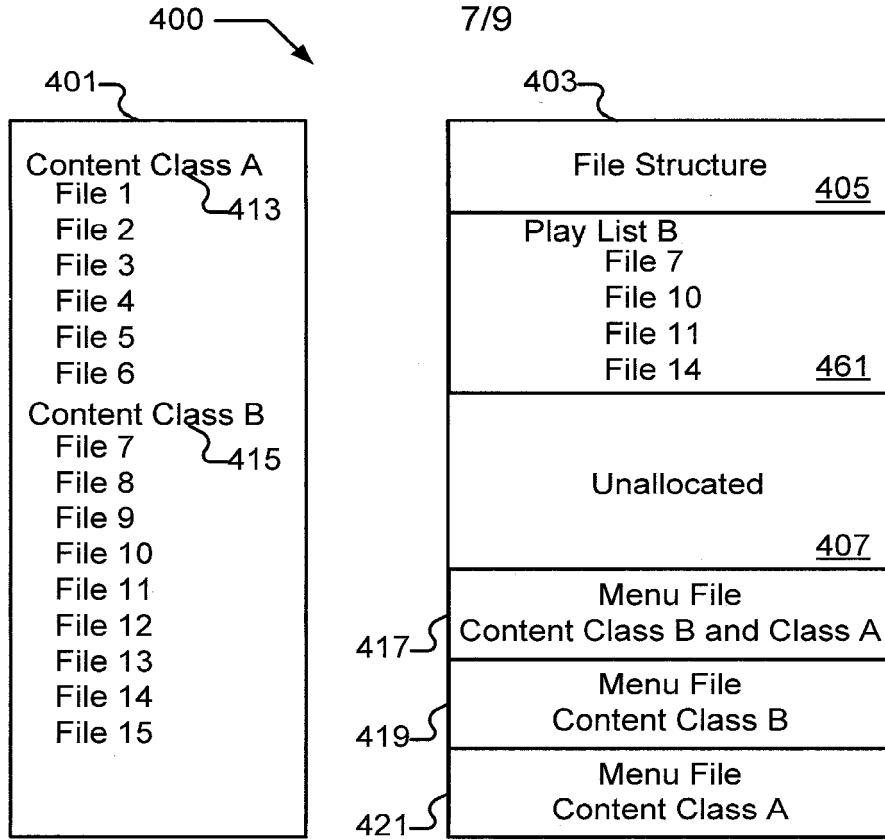 400
7/9
401
Content Class A
413
File 1
File 2
File 3
File 4
File 5
File 6
Content Class B
415
File 7
File 8
File 9
File 10
File 11
File 12
File 13
File 14
File 15
403
File Structure
405
Play List B
File 7
File 10
File 11
File 14
461
Unallocated
407
Menu File
Content Class B and Class A
417
Menu File
Content Class B
419
Menu File
Content Class A
421